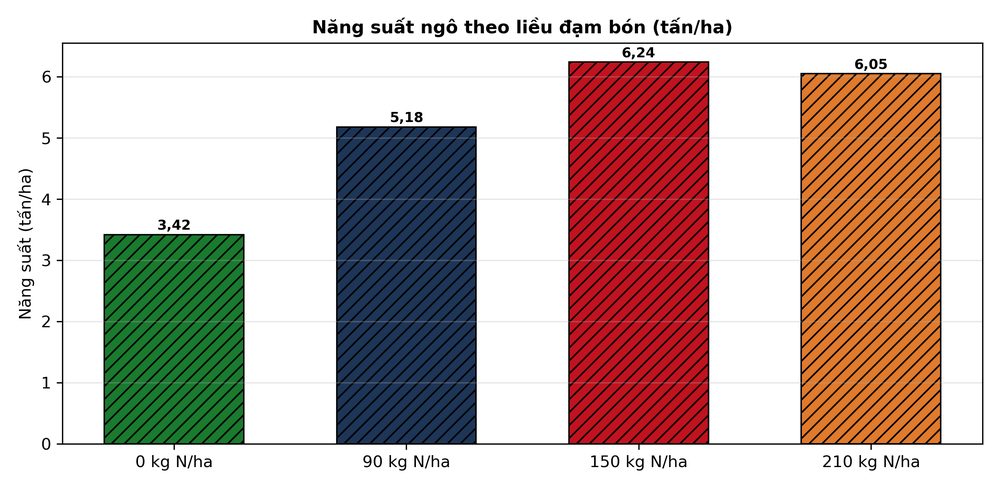 Năng suất ngô theo liều đạm bón (tấn/ha)
Năng suất (tấn/ha)
6
5
4
3
2
1
0
3,42
5,18
6,24
6,05
0 kg N/ha
90 kg N/ha
150 kg N/ha
210 kg N/ha